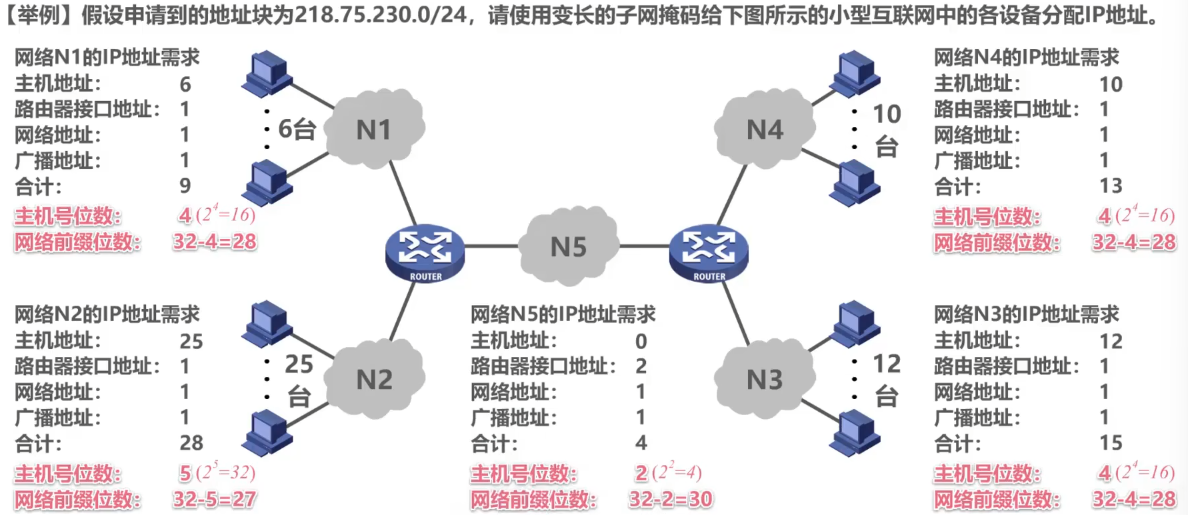 【举例】假设申请到的地址块为218.75.230.0/24，请使用变长的子网掩码给下图所示的小型互联网中的各设备分配IP地址。
网络N1的IP地址需求
主机地址： 6
路由器接口地址： 1
网络地址： 1
广播地址： 1
合计： 9
主机号位数： 4 (2^4=16)
网络前缀位数： 32-4=28
6台
N1
N4
10
台
网络N4的IP地址需求
主机地址： 10
路由器接口地址： 1
网络地址： 1
广播地址： 1
合计： 13
主机号位数： 4 (2^4=16)
网络前缀位数： 32-4=28
ROUTER
N5
ROUTER
网络N2的IP地址需求
主机地址： 25
路由器接口地址： 1
网络地址： 1
广播地址： 1
合计： 28
主机号位数： 5 (2^5=32)
网络前缀位数： 32-5=27
25
台
N2
网络N5的IP地址需求
主机地址： 0
路由器接口地址： 2
网络地址： 1
广播地址： 1
合计： 4
主机号位数： 2 (2^2=4)
网络前缀位数： 32-2=30
N3
12
台
网络N3的IP地址需求
主机地址： 12
路由器接口地址： 1
网络地址： 1
广播地址： 1
合计： 15
主机号位数： 4 (2^4=16)
网络前缀位数： 32-4=28